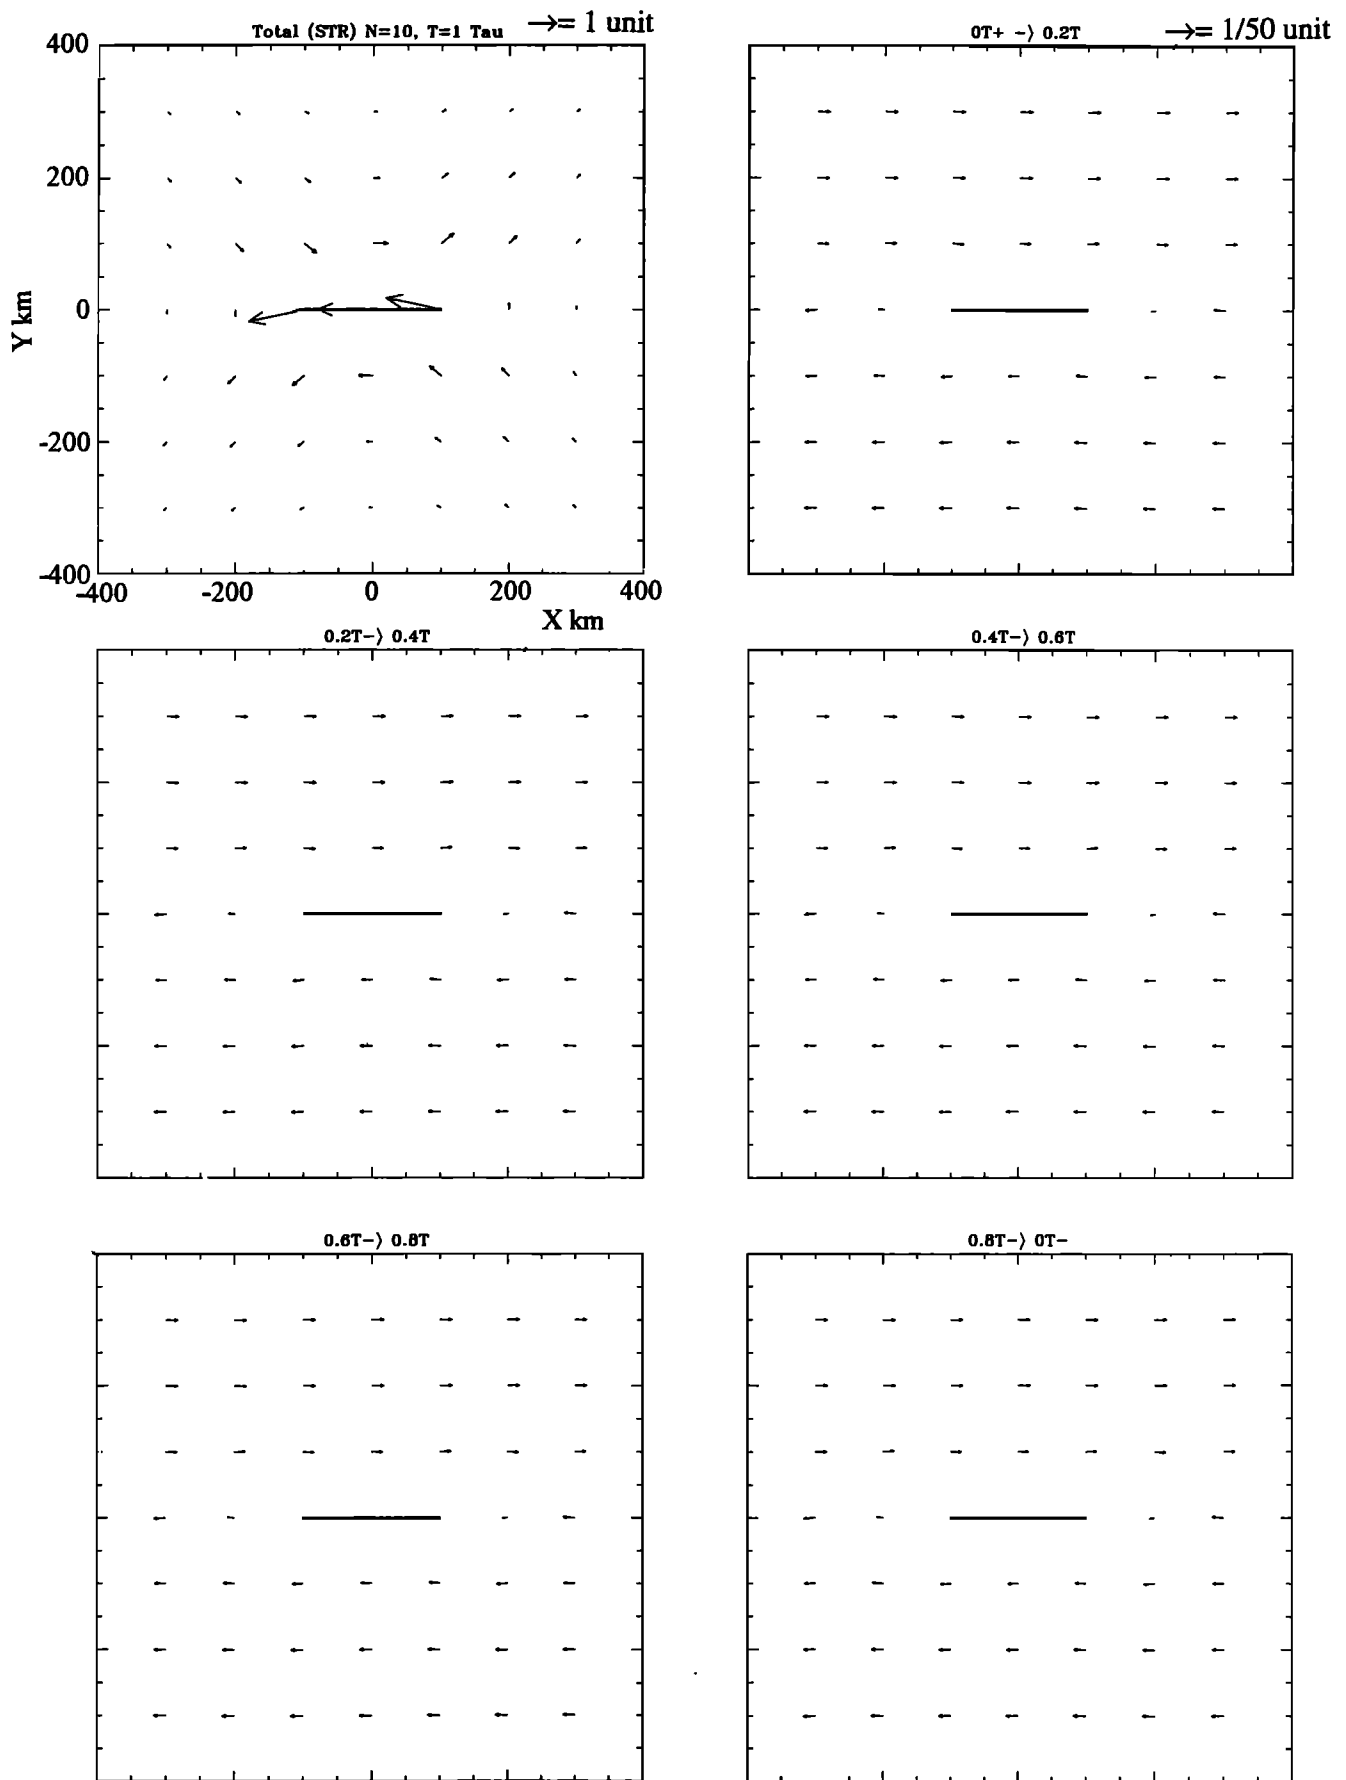 Total (STR) N=10, T=1 Tau →= 1 unit
0T+ -⟩ 0.2T →= 1/50 unit
400
200
0
-200
-400
Y km
-400 -200 0 200 400
X km
0.2T-⟩ 0.4T
0.4T-⟩ 0.6T
0.6T-⟩ 0.8T
0.8T-⟩ 0T-